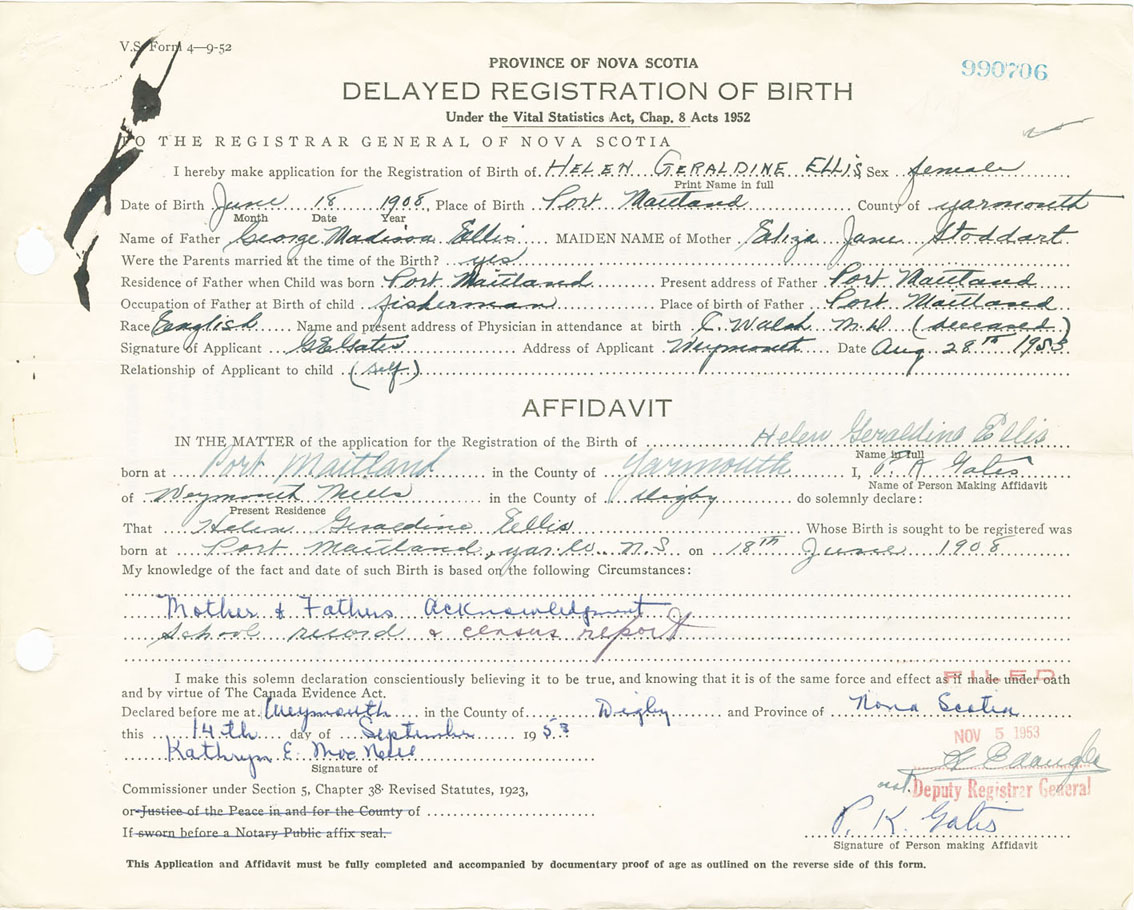 V.S. Form 4—9-52
990706
PROVINCE OF NOVA SCOTIA
DELAYED REGISTRATION OF BIRTH
Under the Vital Statistics Act, Chap. 8 Acts 1952
TO THE REGISTRAR GENERAL OF NOVA SCOTIA
I hereby make application for the Registration of Birth of HELEN GERALDINE ELLIS Sex female
Print Name in full
Date of Birth June 18 1908, Place of Birth Port Maitland County of Yarmouth
Month Date Year
Name of Father George Madison Ellis MAIDEN NAME of Mother Eliza Jane Stoddart
Were the Parents married at the time of the Birth? yes
Residence of Father when Child was born Port Maitland Present address of Father Port Maitland
Occupation of Father at Birth of child fisherman Place of birth of Father Port Maitland
Race English Name and present address of Physician in attendance at birth C. Walsh M.D (deceased)
Signature of Applicant GEGates Address of Applicant Weymouth Date Aug 28TH 1953
Relationship of Applicant to child (self)
AFFIDAVIT
IN THE MATTER of the application for the Registration of the Birth of Helen Geraldine Ellis
Name in full
born at Port Maitland in the County of Yarmouth I, P. K Gates
Name of Person Making Affidavit
of Weymouth Mills in the County of Digby do solemnly declare:
Present Residence
That Helen Geraldine Ellis Whose Birth is sought to be registered was
born at Port Maitland, Yar. Co. N.S. on 18TH June 1908
My knowledge of the fact and date of such Birth is based on the following Circumstances:
Mother & Fathers Acknowledgment
School record & census report
I make this solemn declaration conscientiously believing it to be true, and knowing that it is of the same force and effect as if made under oath
and by virtue of The Canada Evidence Act.
FILED
Declared before me at Weymouth in the County of Digby and Province of Nova Scotia
this 14th day of September 1953
NOV 5 1953
Kathryn E. MacNeill
Signature of
Commissioner under Section 5, Chapter 38 Revised Statutes, 1923,
Deputy Registrar General
or Justice of the Peace in and for the County of
If sworn before a Notary Public affix seal.
P. K. Gates
Signature of Person making Affidavit
This Application and Affidavit must be fully completed and accompanied by documentary proof of age as outlined on the reverse side of this form.